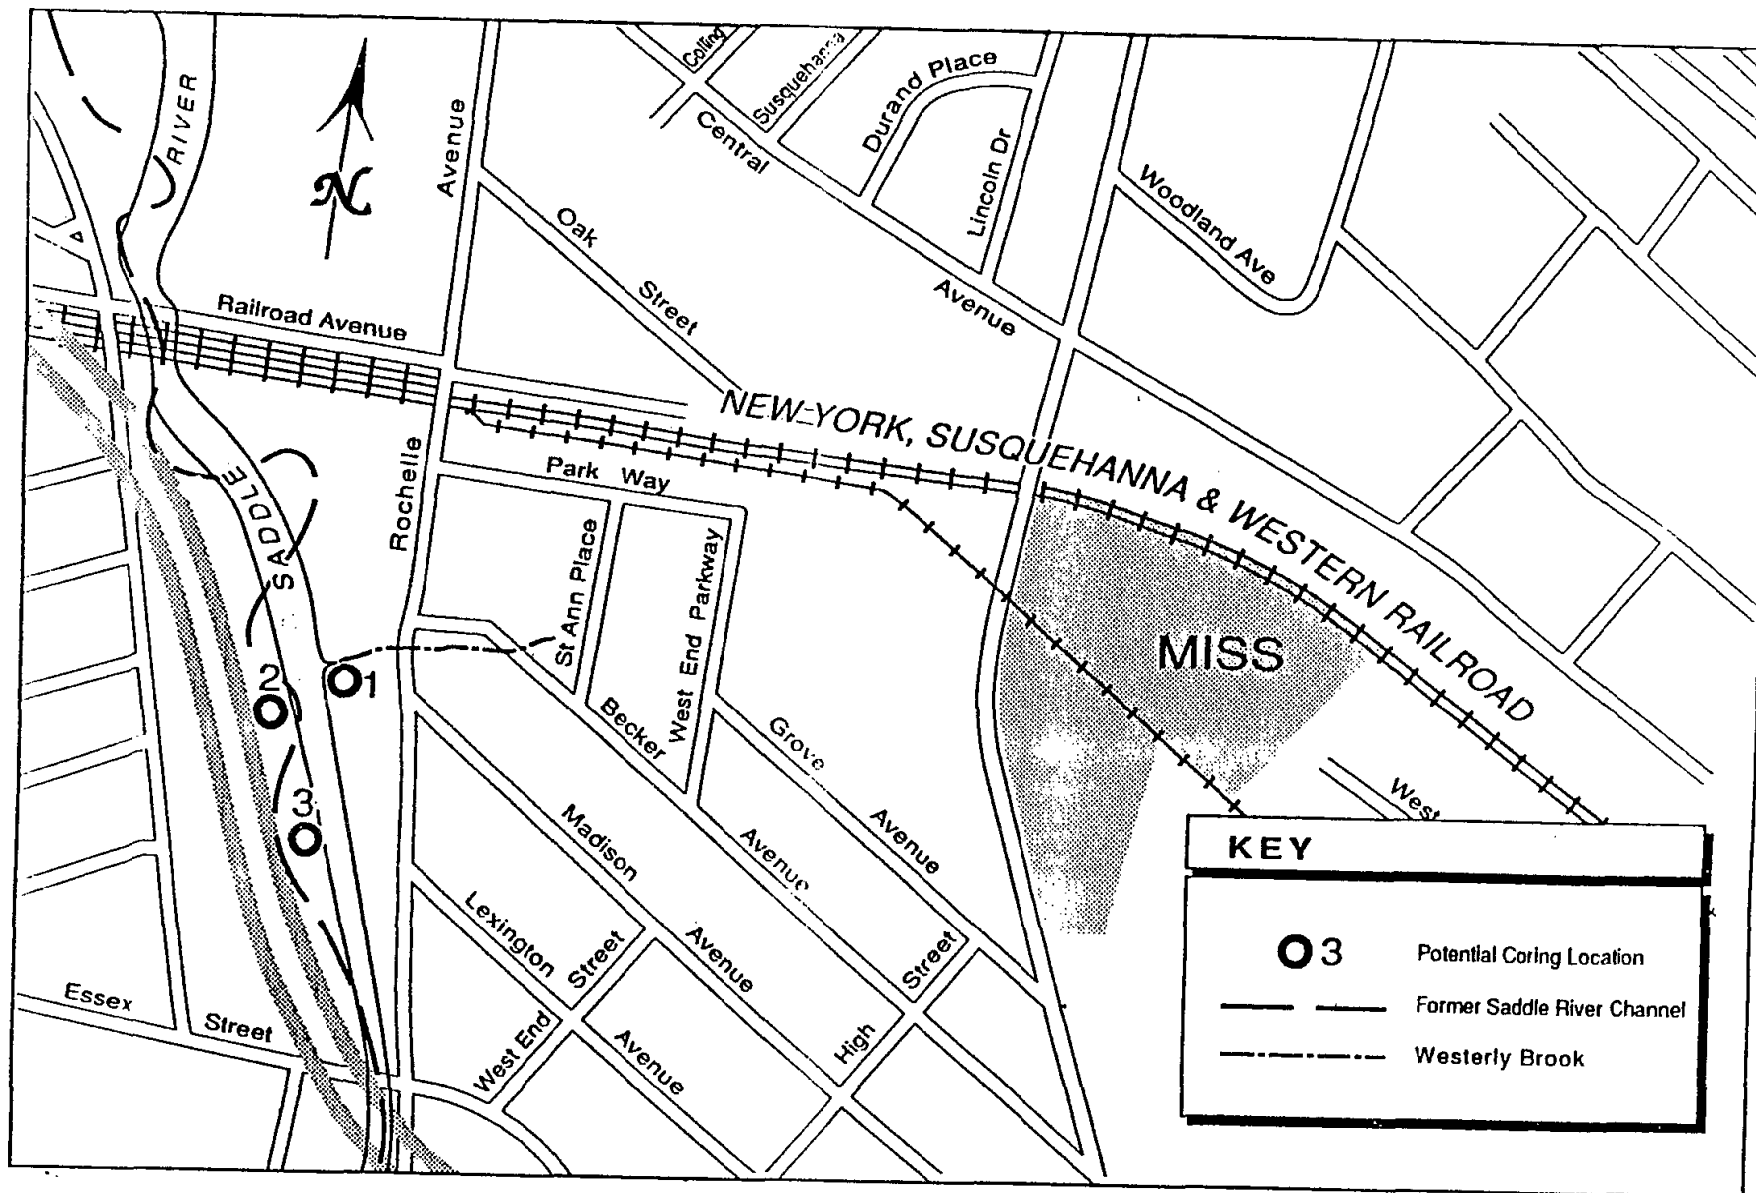 Colling
Susquehanna
Durand Place
RIVER
Avenue
Central
Lincoln Dr
Woodland Ave
N
Oak
Street
Railroad Avenue
Avenue
NEW YORK, SUSQUEHANNA & WESTERN RAILROAD
Park Way
SADDLE
Rochelle
St Ann Place
West End Parkway
MISS
1
2
Becker
Grove
3
Madison
Avenue
Avenue
West
Lexington
Street
Avenue
Street
Essex
Street
West End
Avenue
High
KEY
3 Potential Coring Location
Former Saddle River Channel
Westerly Brook